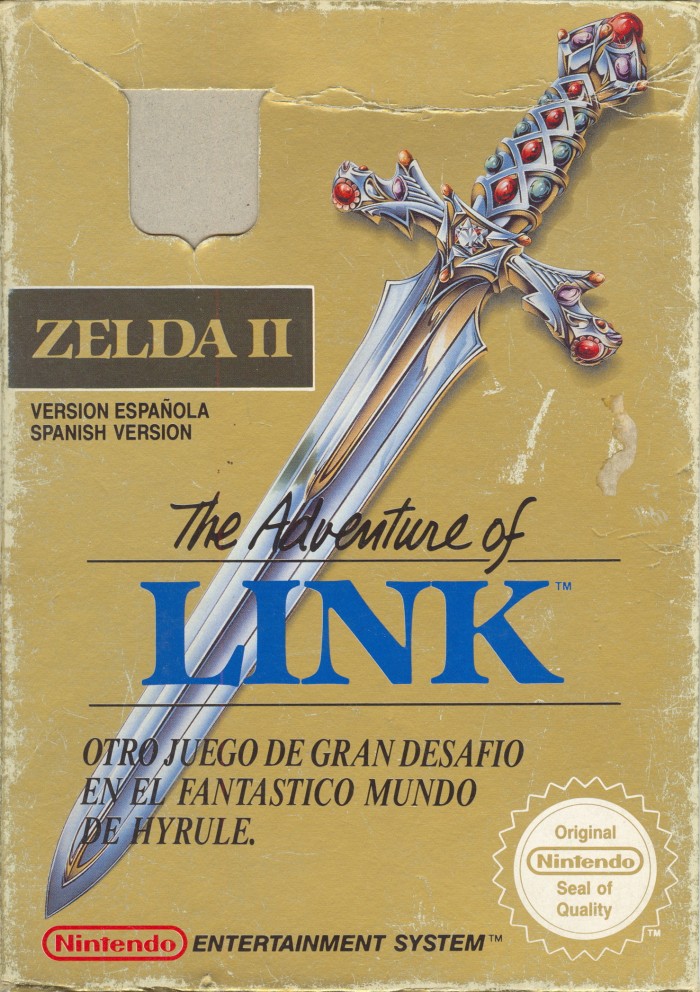 ZELDA II
VERSION ESPAÑOLA
SPANISH VERSION
The Adventure of
LINK™
OTRO JUEGO DE GRAN DESAFIO
EN EL FANTASTICO MUNDO
DE HYRULE.
Original
Nintendo
Seal of
Quality
TM
Nintendo ENTERTAINMENT SYSTEM™